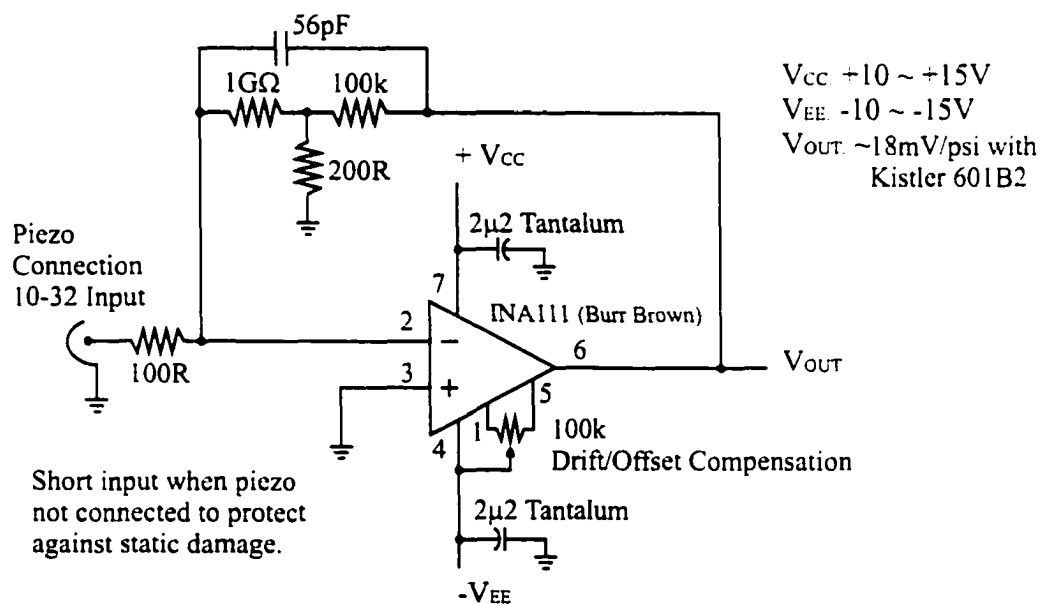 56pF
1GΩ
100k
200R
VCC. +10 ~ +15V
VEE. -10 ~ -15V
VOUT. ~18mV/psi with
Kistler 601B2
+ VCC
2µ2 Tantalum
Piezo
Connection
10-32 Input
100R
7
INA111 (Burr Brown)
2
−
3
+
6
VOUT
5
1
4
100k
Drift/Offset Compensation
Short input when piezo
not connected to protect
against static damage.
2µ2 Tantalum
-VEE